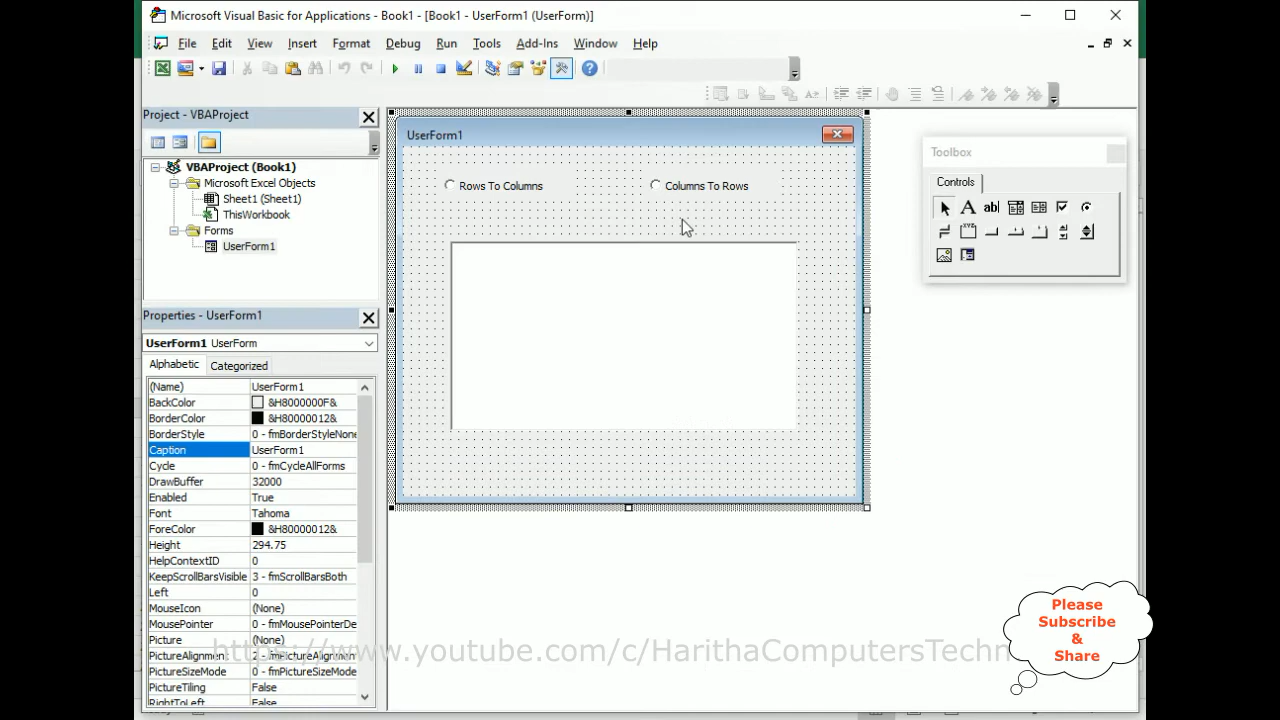 Microsoft Visual Basic for Applications - Book1 - [Book1 - UserForm1 (UserForm)]
File Edit View Insert Format Debug Run Tools Add-Ins Window Help
Project - VBAProject
VBAProject (Book1)
Microsoft Excel Objects
Sheet1 (Sheet1)
ThisWorkbook
Forms
UserForm1
Properties - UserForm1
UserForm1 UserForm
Alphabetic Categorized
(Name) UserForm1
BackColor &H8000000F&
BorderColor &H80000012&
BorderStyle 0 - fmBorderStyleNone
Caption UserForm1
Cycle 0 - fmCycleAllForms
DrawBuffer 32000
Enabled True
Font Tahoma
ForeColor &H80000012&
Height 294.75
HelpContextID 0
KeepScrollBarsVisible 3 - fmScrollBarsBoth
Left 0
MouseIcon (None)
MousePointer 0 - fmMousePointerDe
Picture (None)
PictureAlignment 2 - fmPictureAlignmen
PictureSizeMode 0 - fmPictureSizeMode
PictureTiling False
RightToLeft False
UserForm1
Rows To Columns Columns To Rows
Toolbox
Controls
A abl
https://www.youtube.com/c/HarithaComputersTechn
Please
Subscribe
&
Share